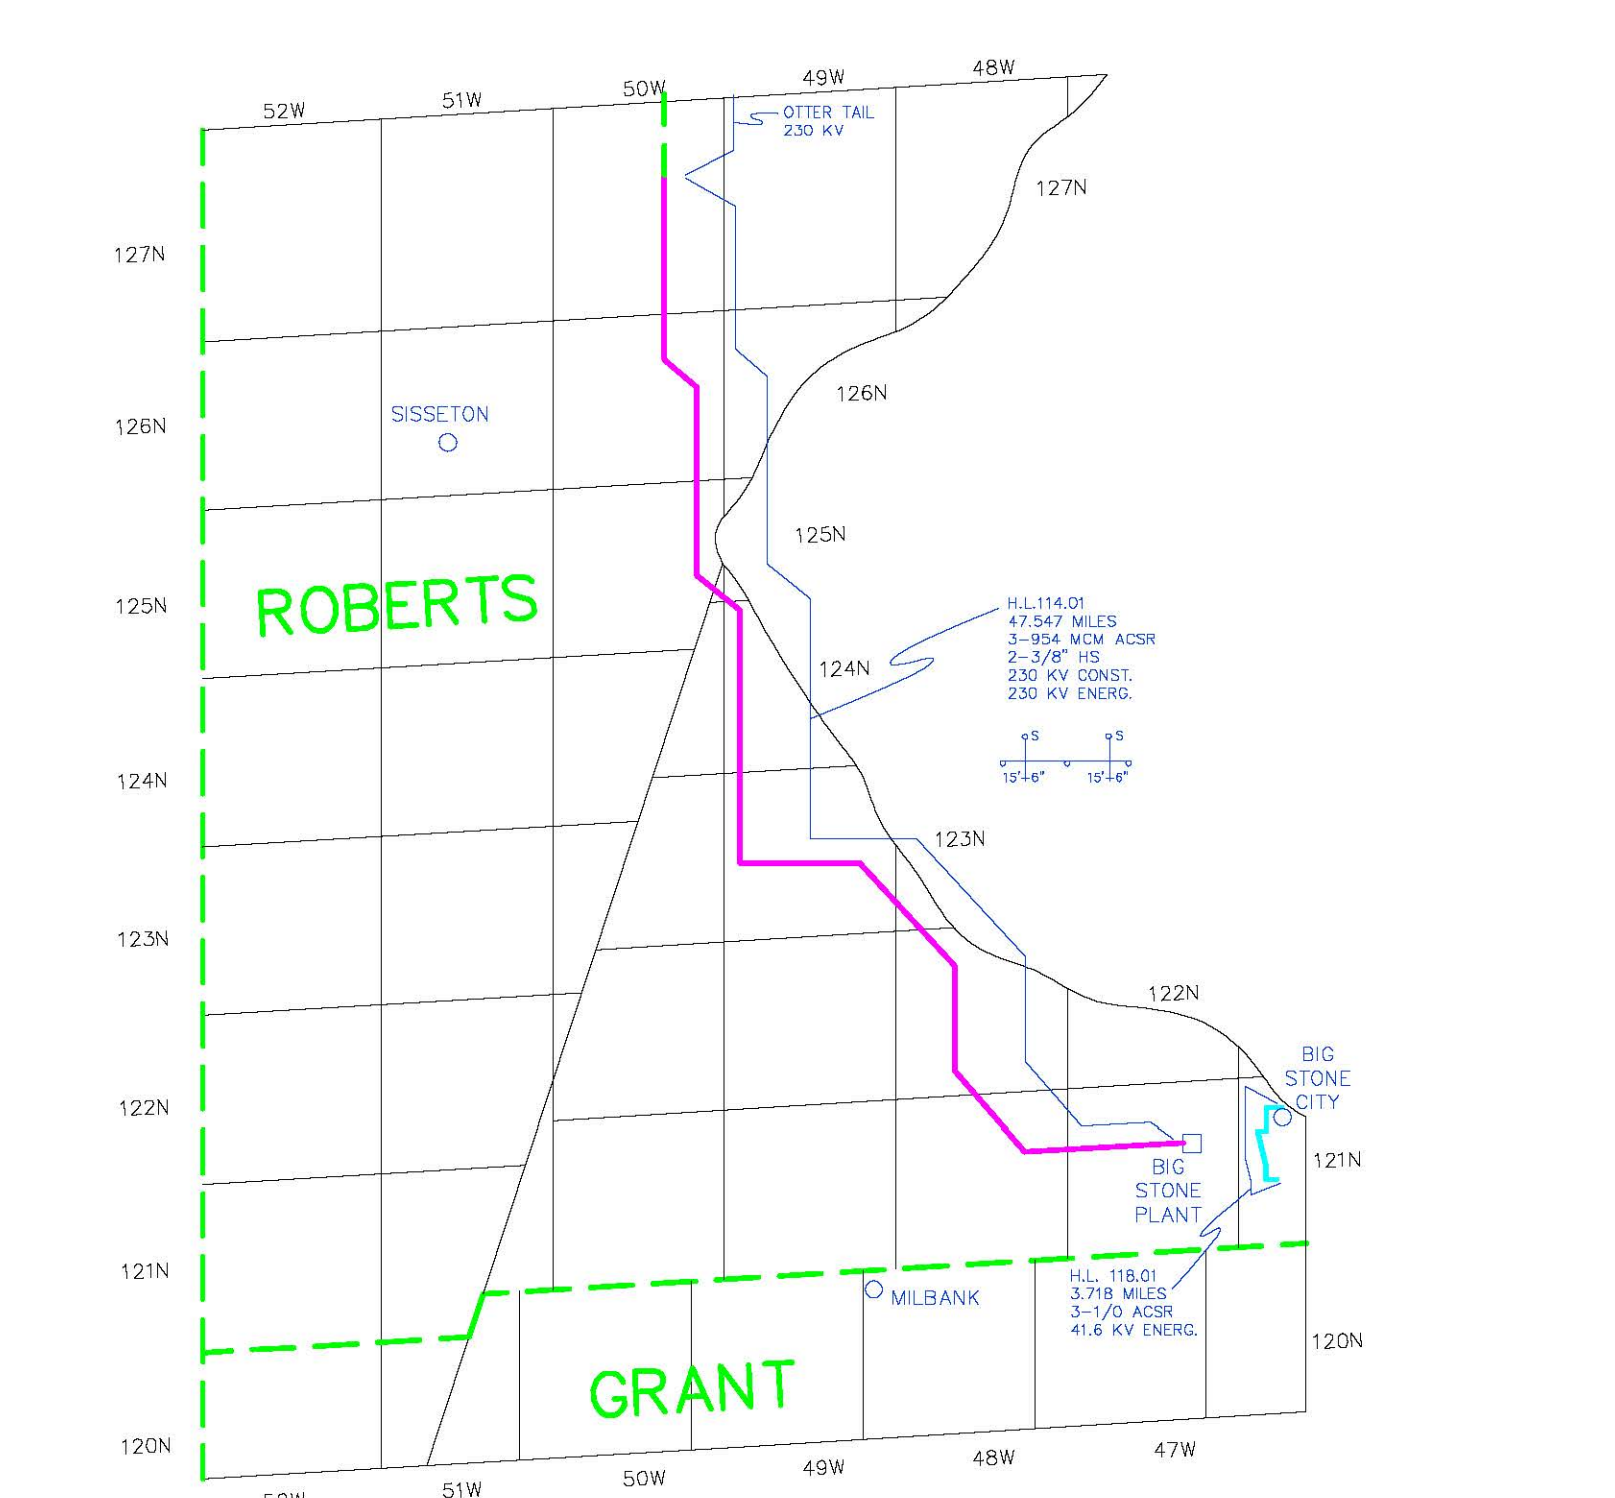 52W
51W
50W
49W
48W
OTTER TAIL
230 KV
127N
127N
126N
SISSETON
126N
125N
ROBERTS
125N
H.L.114.01
47.547 MILES
3-954 MCM ACSR
2-3/8" HS
230 KV CONST.
230 KV ENERG.
124N
S
S
15'-6"
15'-6"
124N
123N
123N
122N
BIG
STONE
CITY
122N
121N
BIG
STONE
PLANT
121N
H.L. 118.01
3.718 MILES
3-1/0 ACSR
41.6 KV ENERG.
MILBANK
120N
GRANT
120N
51W
50W
49W
48W
47W